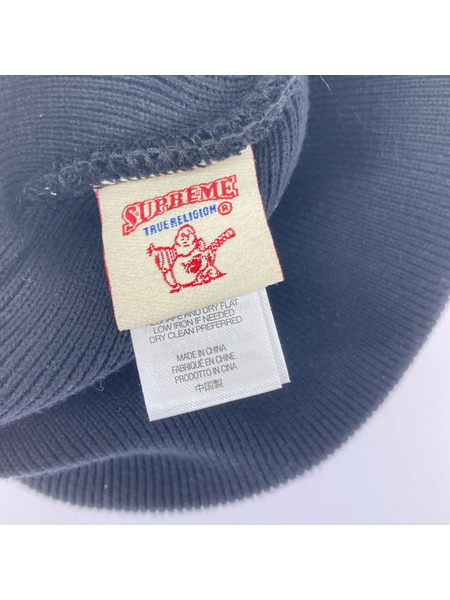 SUPREME
TRUE RELIGION ®
RESHAPE AND DRY FLAT
LOW IRON IF NEEDED
DRY CLEAN PREFERRED
MADE IN CHINA
FABRIQUÉ EN CHINE
PRODOTTO IN CINA
中国製